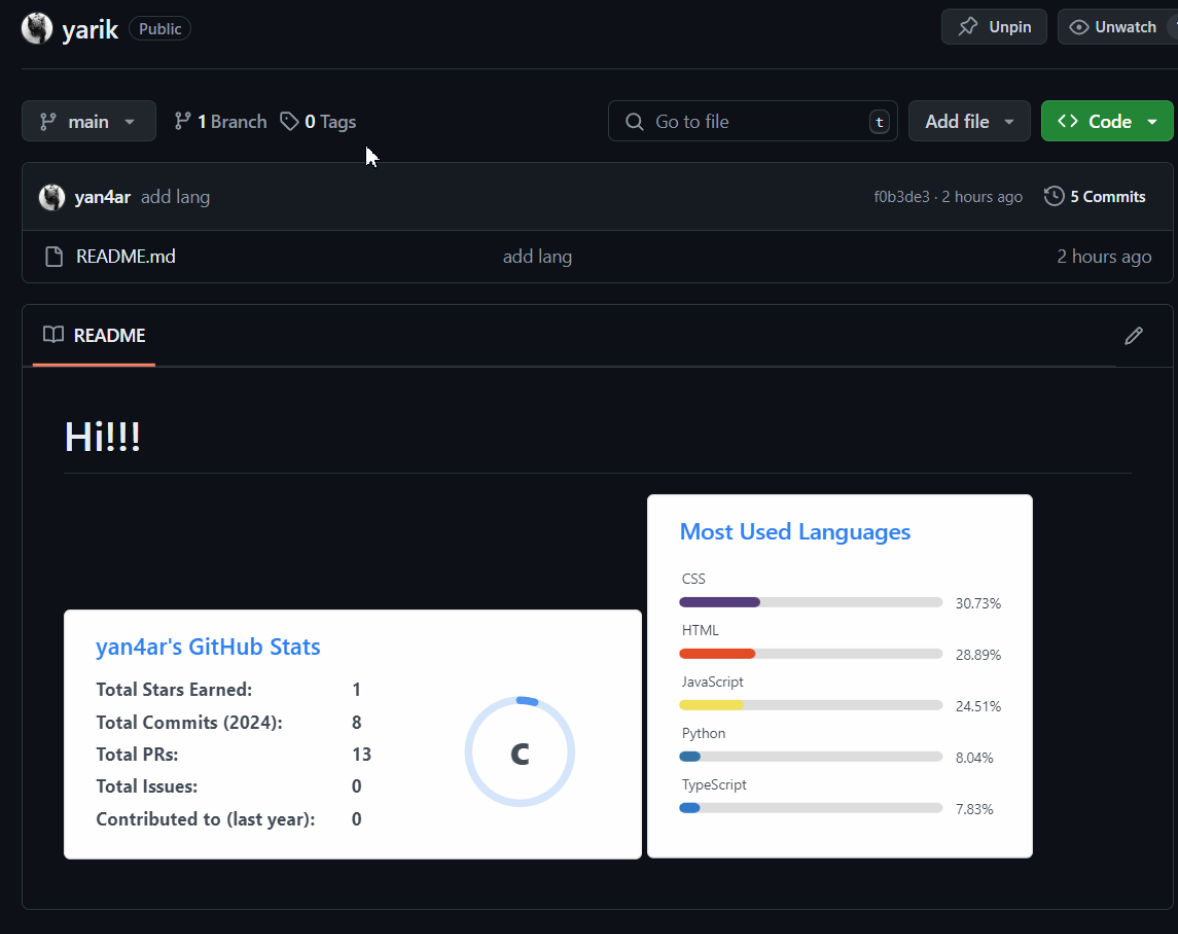 yarik Public Unpin Unwatch
main 1 Branch 0 Tags Go to file t Add file Code
yan4ar add lang f0b3de3 · 2 hours ago 5 Commits
README.md add lang 2 hours ago
README
Hi!!!
yan4ar's GitHub Stats
Total Stars Earned: 1
Total Commits (2024): 8
Total PRs: 13
Total Issues: 0
Contributed to (last year): 0
C
Most Used Languages
CSS
30.73%
HTML
28.89%
JavaScript
24.51%
Python
8.04%
TypeScript
7.83%